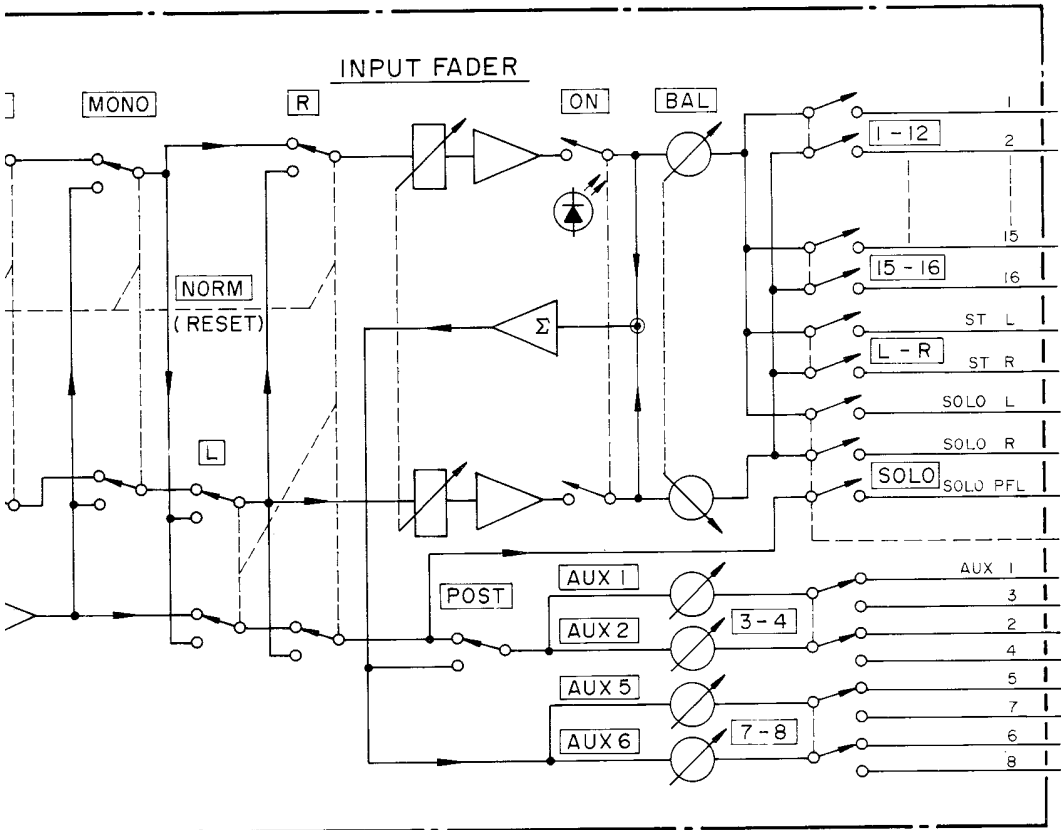 INPUT FADER
MONO
R
ON
BAL
1
1-12
2
15
NORM
15-16
16
(RESET)
Σ
ST L
L-R
ST R
SOLO L
L
SOLO R
SOLO
SOLO PFL
AUX 1
AUX 1
POST
3
3-4
AUX 2
2
4
AUX 5
5
7
7-8
AUX 6
6
8